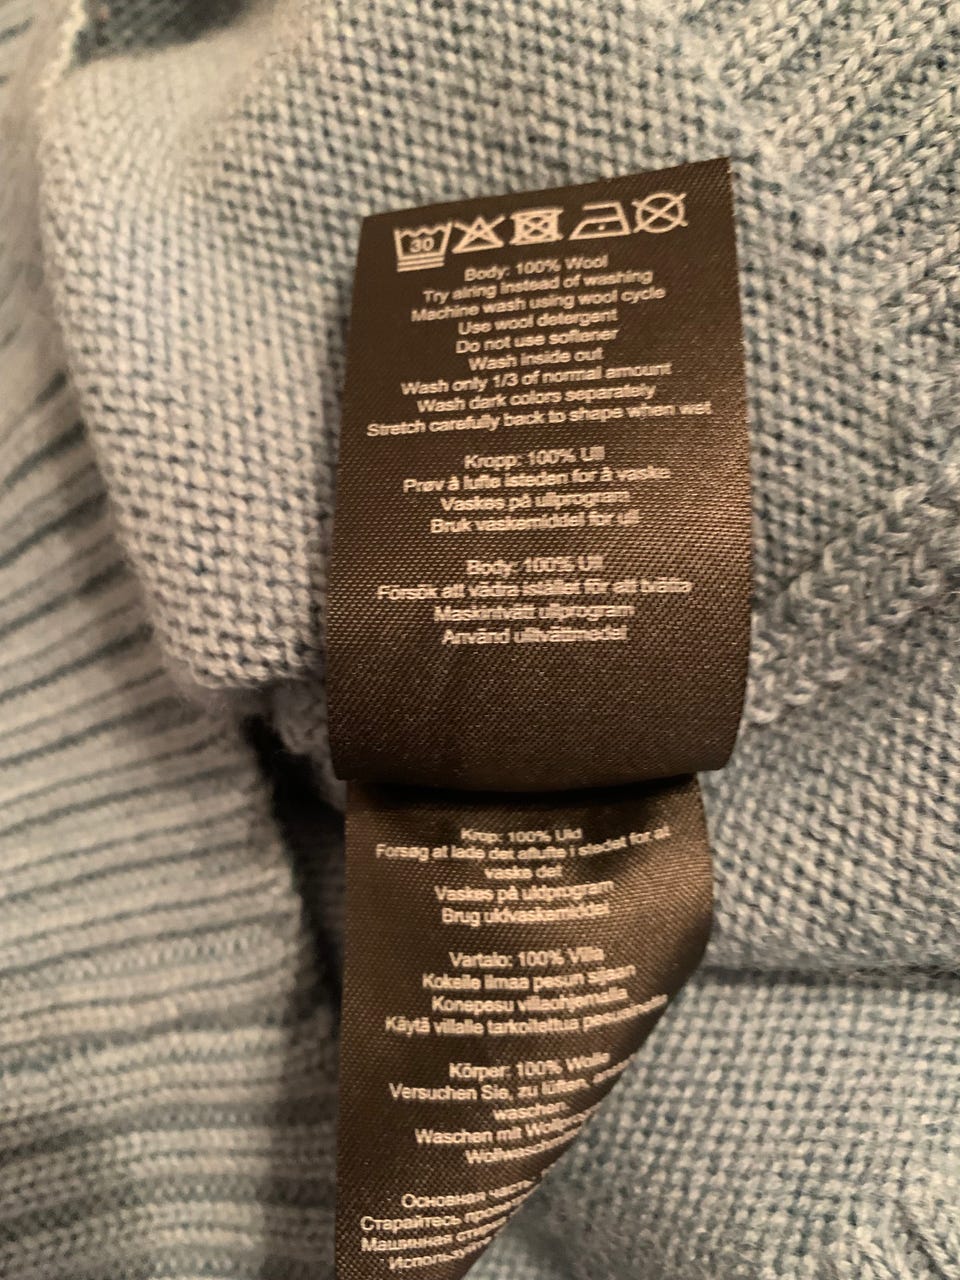 30
Body: 100% Wool
Try airing instead of washing
Machine wash using wool cycle
Use wool detergent
Do not use softener
Wash inside out
Wash only 1/3 of normal amount
Wash dark colors separately
Stretch carefully back to shape when wet
Kropp: 100% Ull
Prøv å lufte isteden for å vaske
Vaskes på ullprogram
Bruk vaskemiddel for ull
Body: 100% Ull
Försök att vädra istället för att tvätta
Maskintvätt ullprogram
Använd ulltvättmedel
Krop: 100% Uld
Forsøg at lade det aflufte i stedet for at
vaske det
Vaskes på uldprogram
Brug uldvaskemiddel
Vartalo: 100% Villa
Kokeile ilmaa pesun sijaan
Konepesu villaohjelmalla
Käytä villalle tarkoitettua
Körper: 100% Wolle
Versuchen Sie, zu lüften,
waschen.
Waschen mit
Основная часть
Старайтесь
Машинная